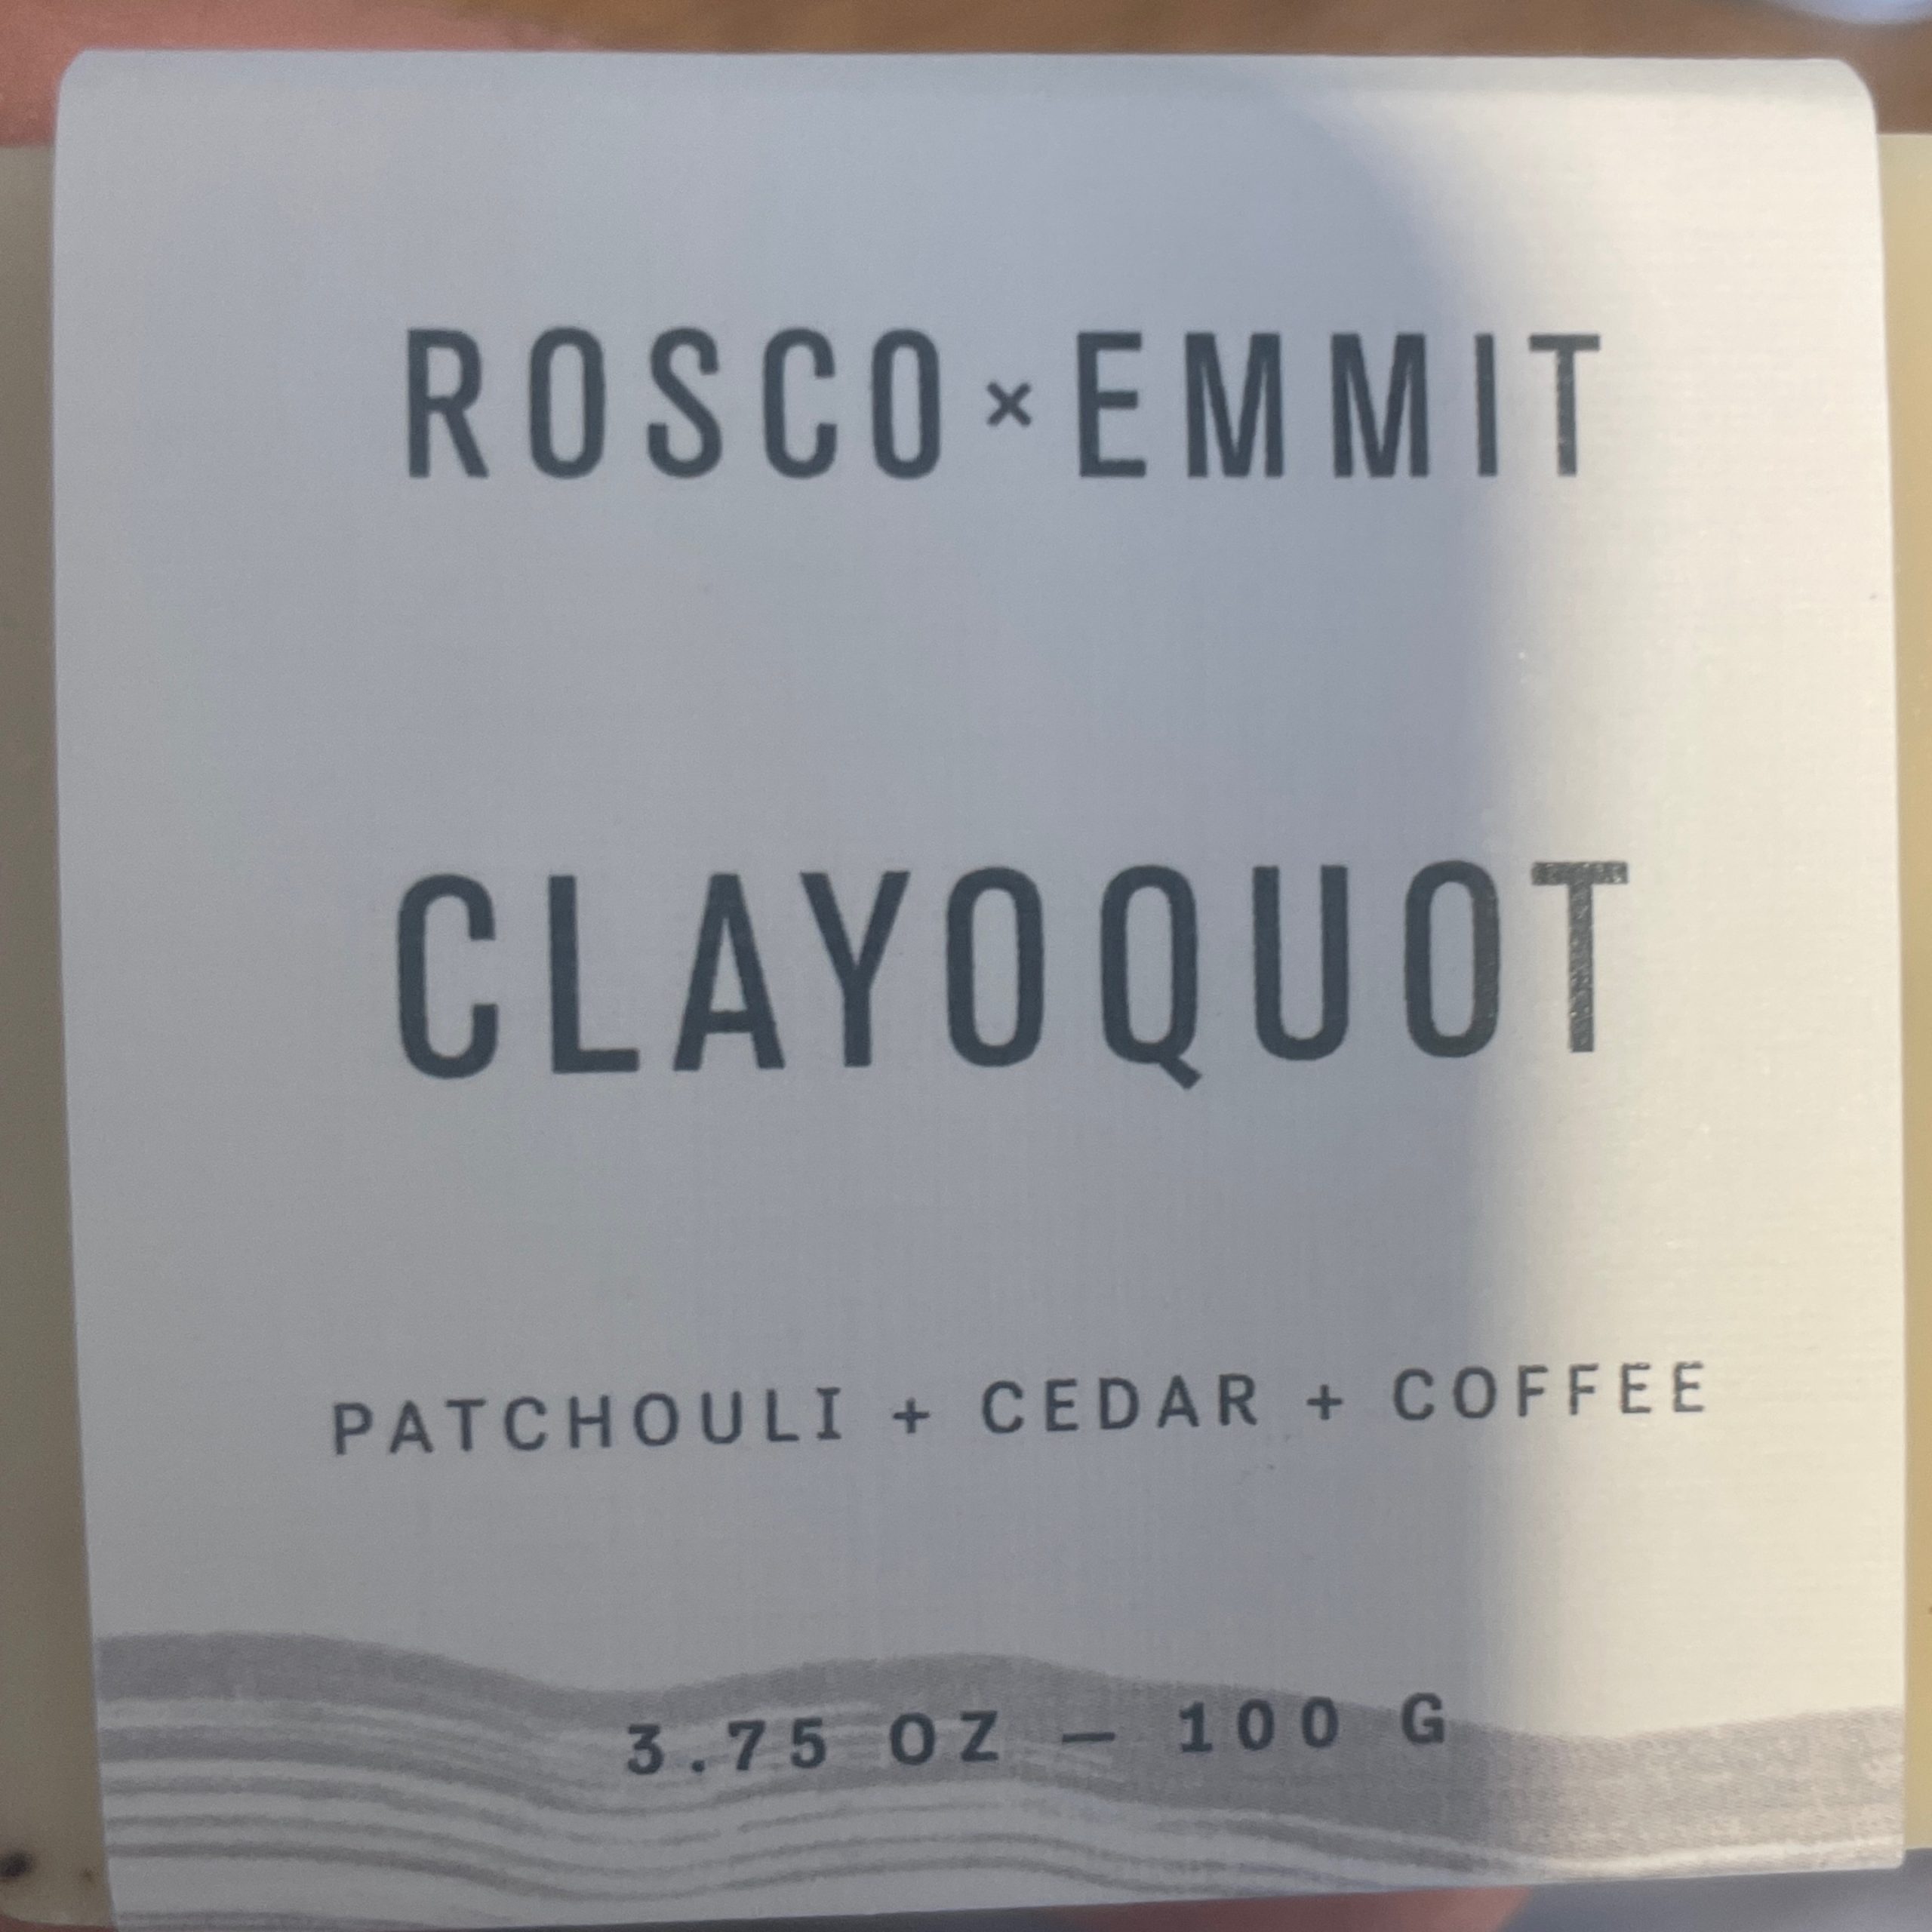 ROSCO × EMMIT
CLAYOQUOT
PATCHOULI + CEDAR + COFFEE
3.75 OZ — 100 G